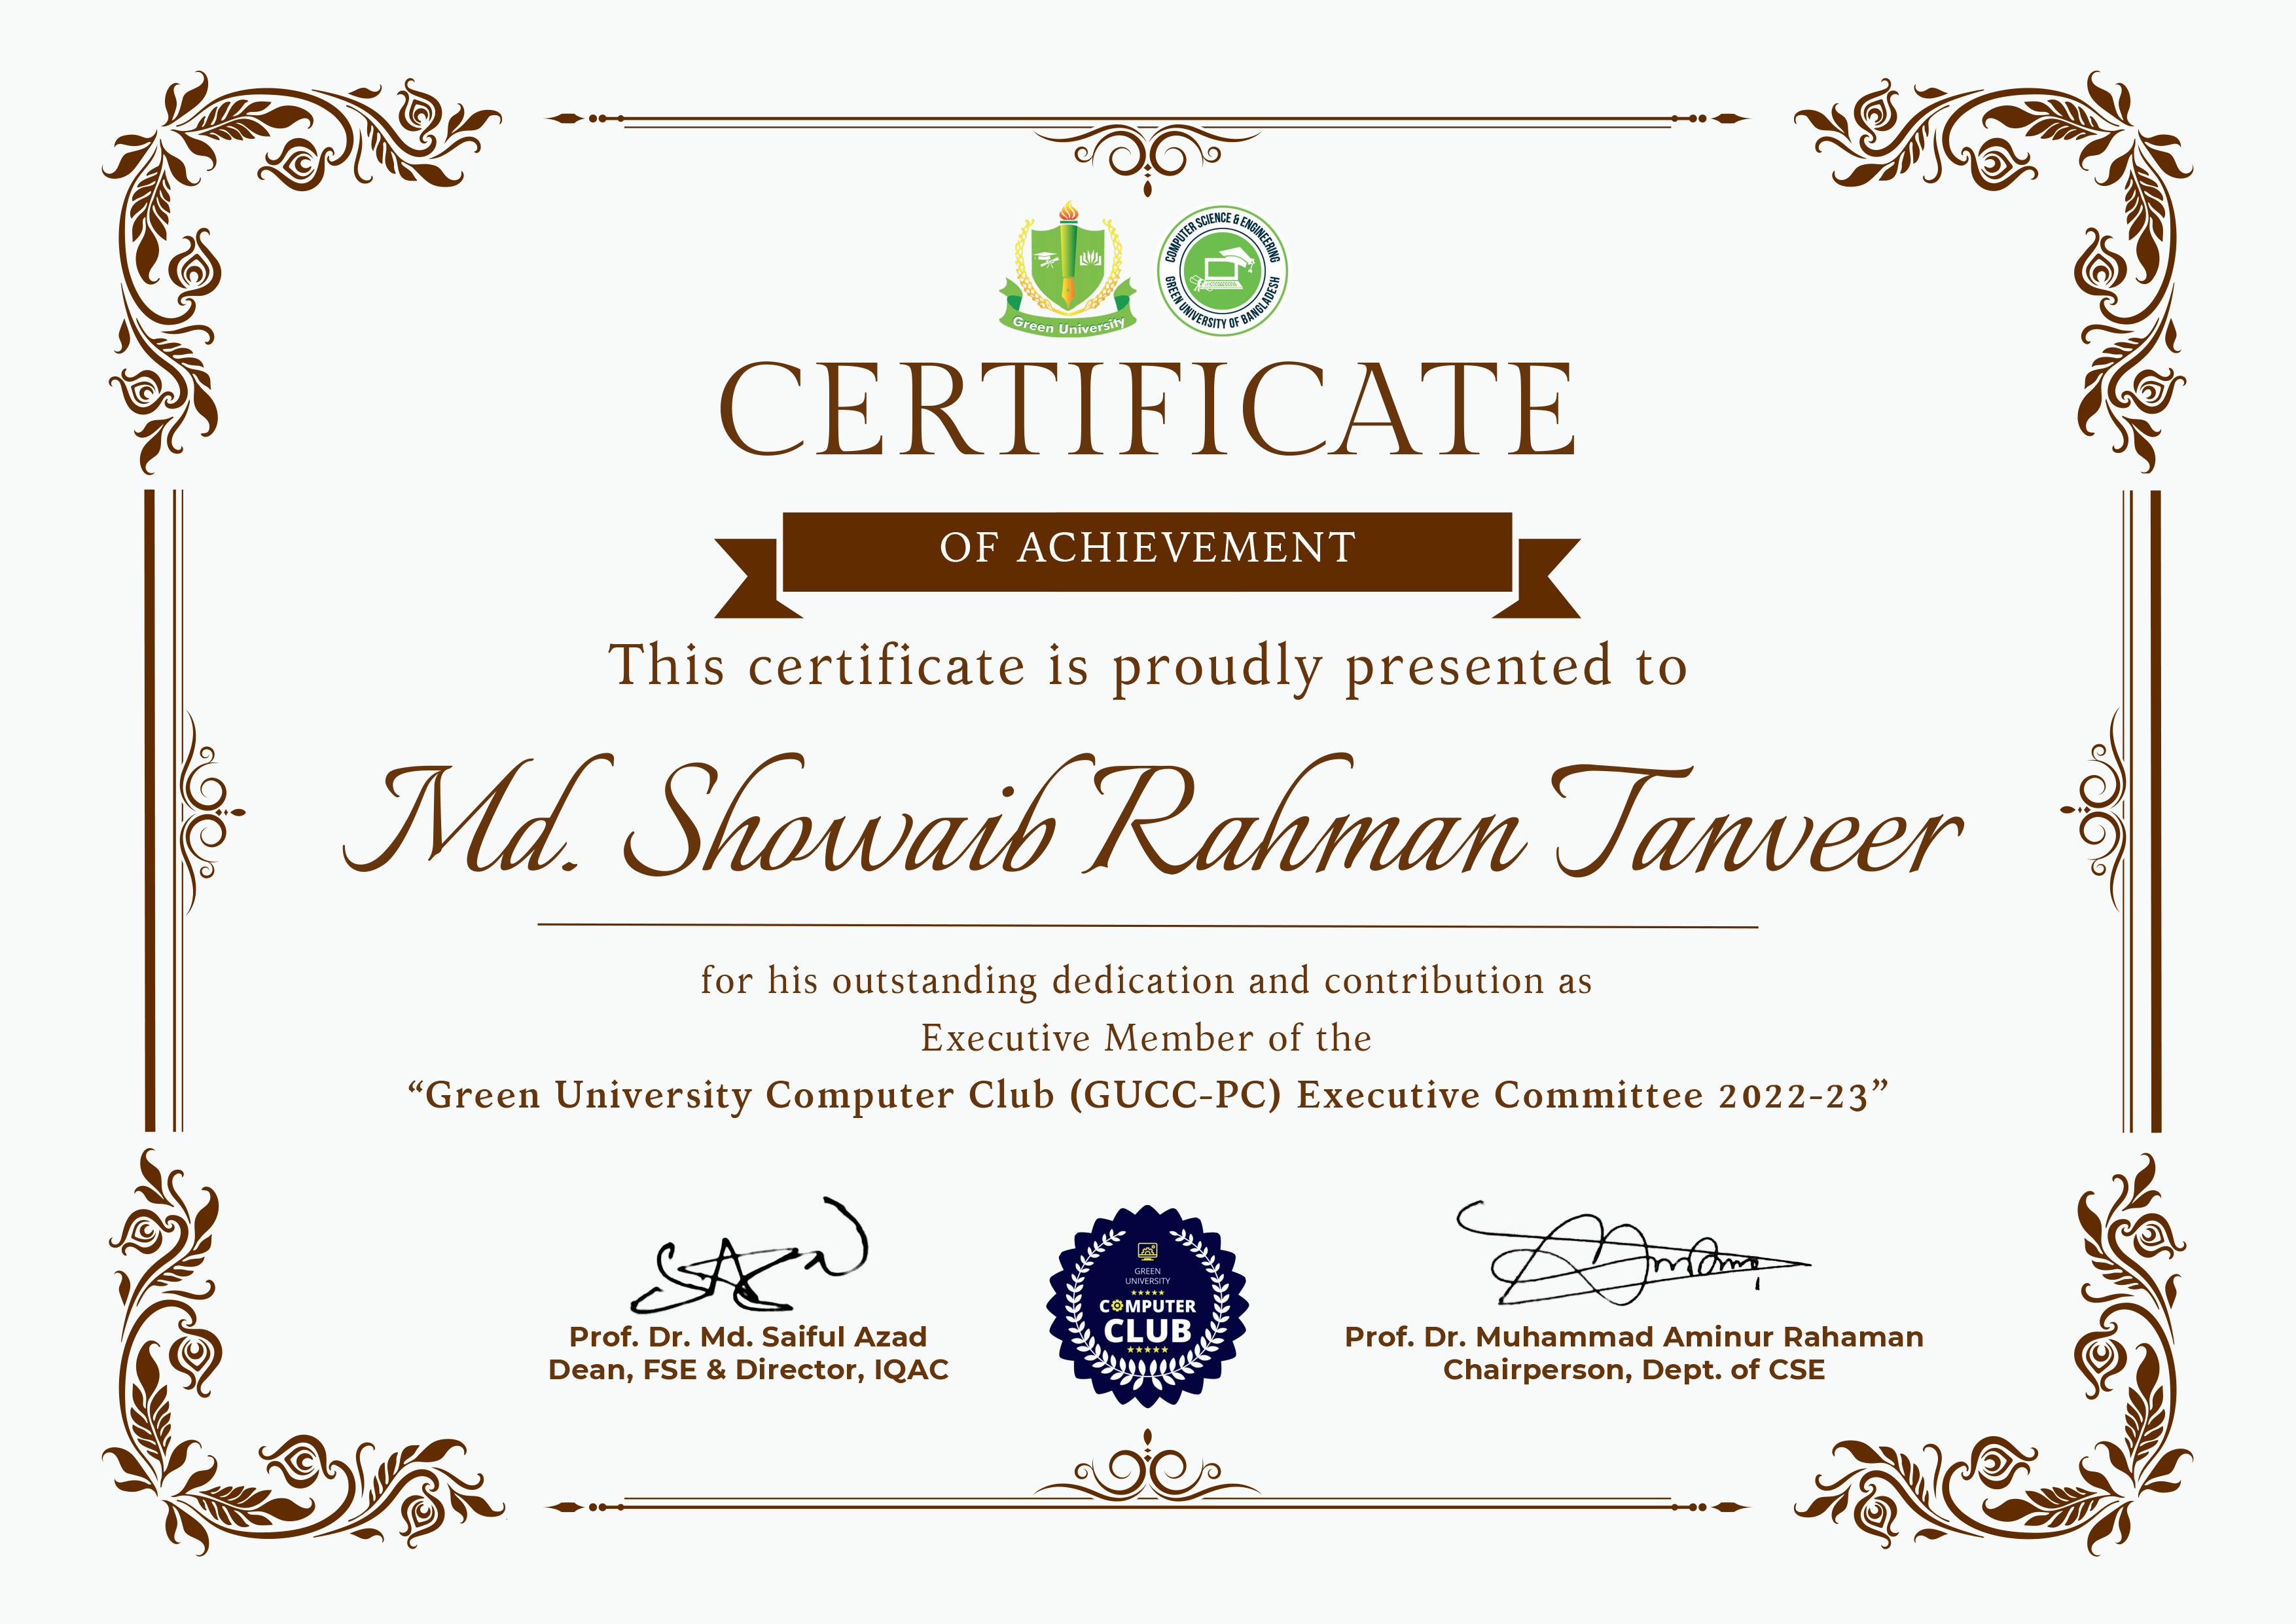 Green University
COMPUTER SCIENCE & ENGINEERING
GREEN UNIVERSITY OF BANGLADESH
CERTIFICATE
OF ACHIEVEMENT
This certificate is proudly presented to
Md. Showaib Rahman Tanveer
for his outstanding dedication and contribution as
Executive Member of the
“Green University Computer Club (GUCC-PC) Executive Committee 2022-23”
Prof. Dr. Md. Saiful Azad
Dean, FSE & Director, IQAC
GREEN
UNIVERSITY
COMPUTER
CLUB
Prof. Dr. Muhammad Aminur Rahaman
Chairperson, Dept. of CSE